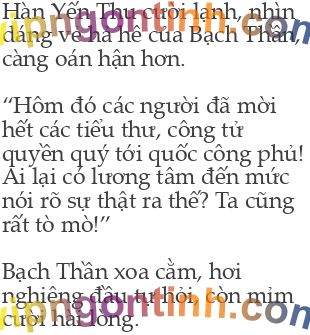 Hàn Yến Thu cười lạnh, nhìn
dáng vẻ hả hê của Bạch Thần,
càng oán hận hơn.
“Hôm đó các người đã mời
hết các tiểu thư, công tử
quyền quý tới quốc công phủ!
Ai lại có lương tâm đến mức
nói rõ sự thật ra thế? Ta cũng
rất tò mò!”
Bạch Thần xoa cằm, hơi
nghiêng đầu tự hỏi, còn mỉm
cười hài lòng.